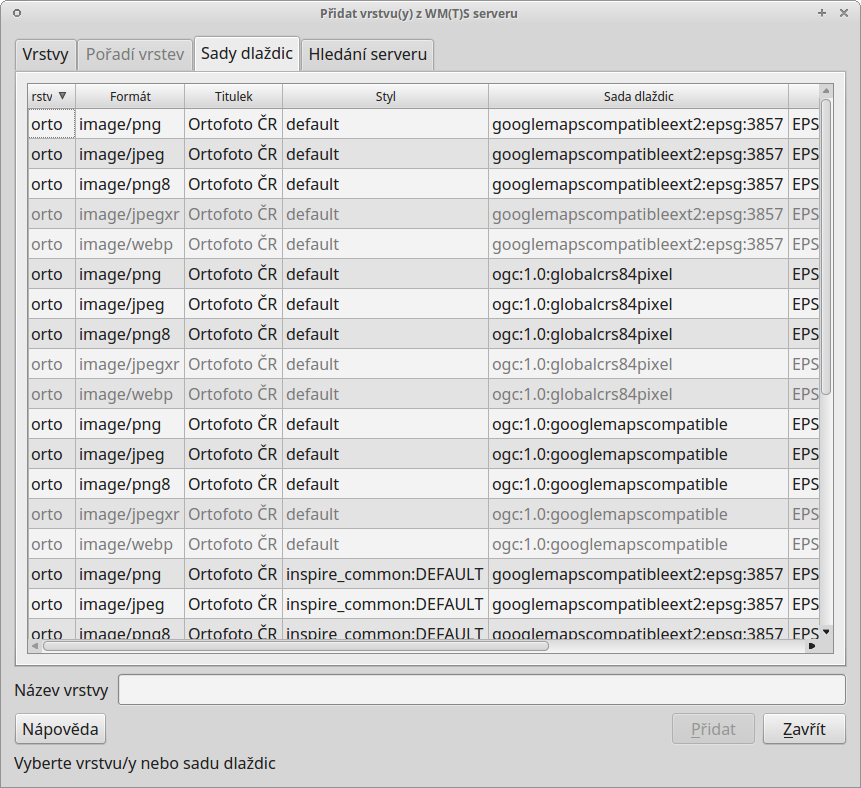 Přidat vrstvu(y) z WM(T)S serveru
Vrstvy Pořadí vrstev Sady dlaždic Hledání serveru
rstv Formát Titulek Styl Sada dlaždic
orto image/png Ortofoto ČR default googlemapscompatibleext2:epsg:3857 EPS
orto image/jpeg Ortofoto ČR default googlemapscompatibleext2:epsg:3857 EPS
orto image/png8 Ortofoto ČR default googlemapscompatibleext2:epsg:3857 EPS
orto image/jpegxr Ortofoto ČR default googlemapscompatibleext2:epsg:3857 EPS
orto image/webp Ortofoto ČR default googlemapscompatibleext2:epsg:3857 EPS
orto image/png Ortofoto ČR default ogc:1.0:globalcrs84pixel EPS
orto image/jpeg Ortofoto ČR default ogc:1.0:globalcrs84pixel EPS
orto image/png8 Ortofoto ČR default ogc:1.0:globalcrs84pixel EPS
orto image/jpegxr Ortofoto ČR default ogc:1.0:globalcrs84pixel EPS
orto image/webp Ortofoto ČR default ogc:1.0:globalcrs84pixel EPS
orto image/png Ortofoto ČR default ogc:1.0:googlemapscompatible EPS
orto image/jpeg Ortofoto ČR default ogc:1.0:googlemapscompatible EPS
orto image/png8 Ortofoto ČR default ogc:1.0:googlemapscompatible EPS
orto image/jpegxr Ortofoto ČR default ogc:1.0:googlemapscompatible EPS
orto image/webp Ortofoto ČR default ogc:1.0:googlemapscompatible EPS
orto image/png Ortofoto ČR inspire_common:DEFAULT googlemapscompatibleext2:epsg:3857 EPS
orto image/jpeg Ortofoto ČR inspire_common:DEFAULT googlemapscompatibleext2:epsg:3857 EPS
orto image/png8 Ortofoto ČR inspire_common:DEFAULT googlemapscompatibleext2:epsg:3857 EPS
Název vrstvy
Nápověda Přidat Zavřít
Vyberte vrstvu/y nebo sadu dlaždic